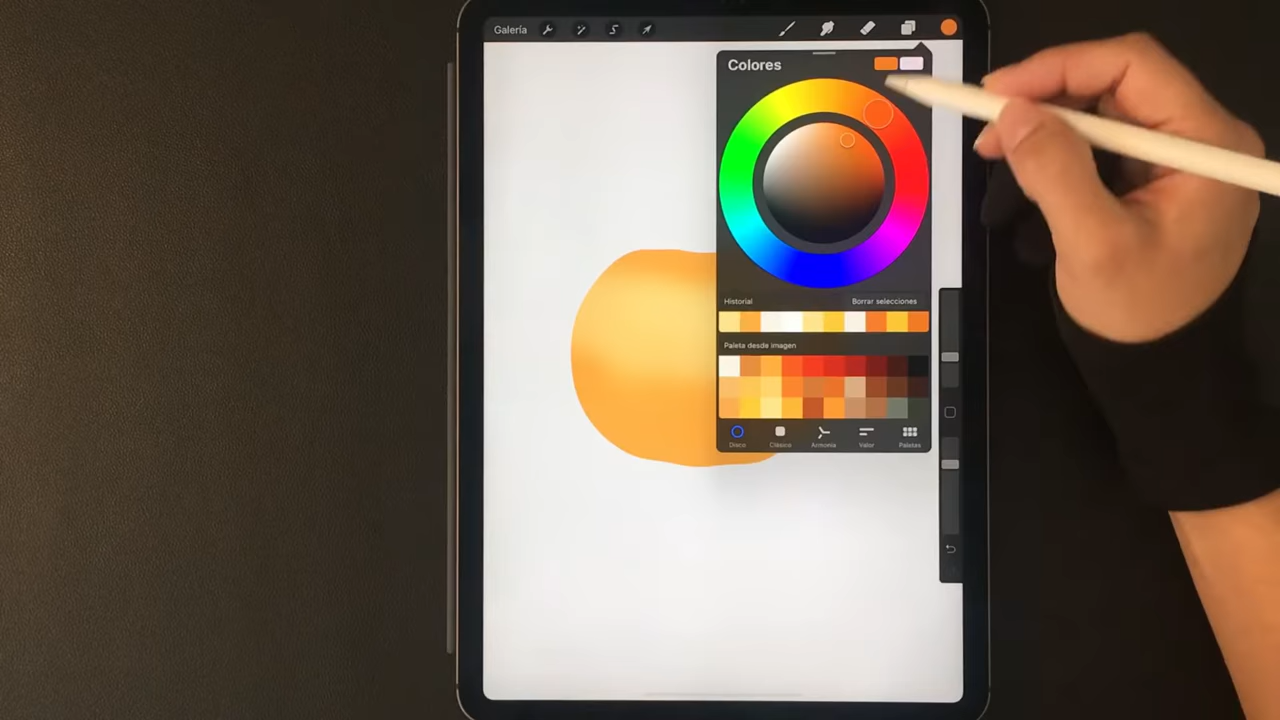 Galería
Colores
Historial Borrar selecciones
Paleta desde imagen
Disco Clásico Armonía Valor Paletas